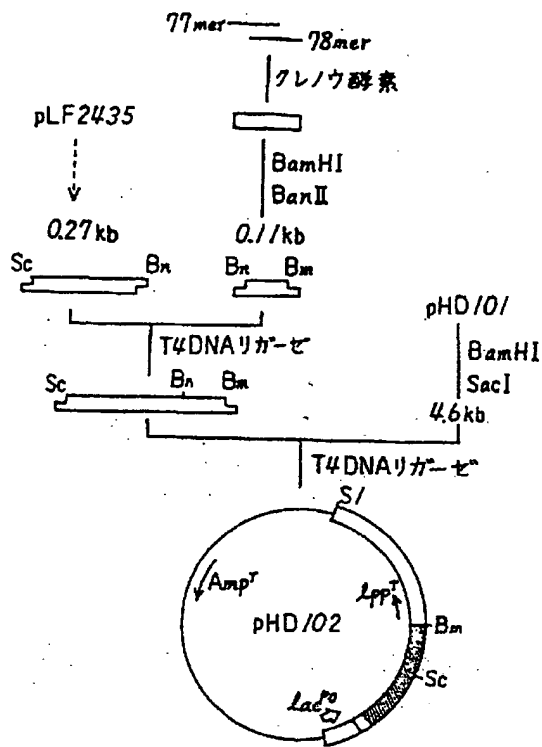 77mer
78mer
クレノウ酵素
pLF2435
BamHI
BanII
0.27kb
0.11kb
Sc
Bn
Bn
Bm
pHD101
T4DNAリガーゼ
BamHI
SacI
Sc
Bn
Bm
4.6kb
T4DNAリガーゼ
Sl
Ampr
lppT
pHD102
Bm
Sc
lacPO